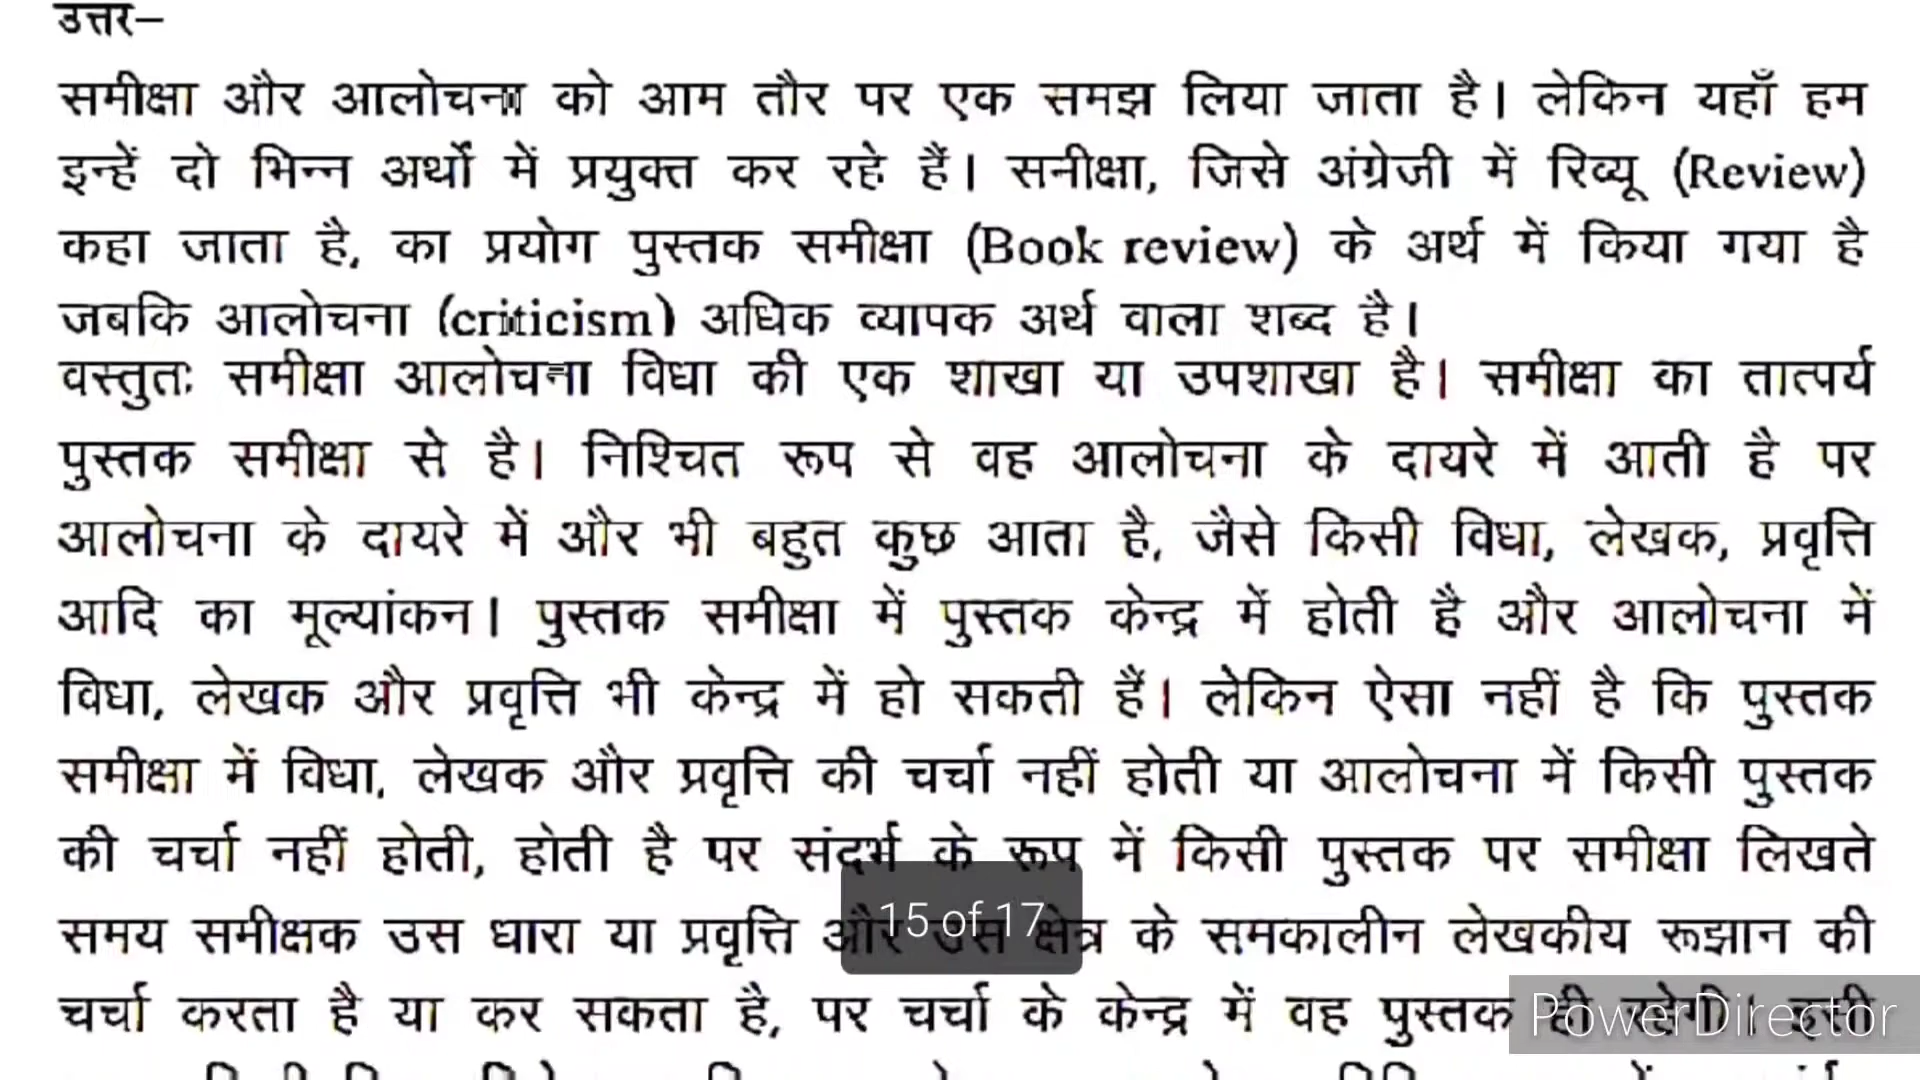 उत्तर–
समीक्षा और आलोचना को आम तौर पर एक समझ लिया जाता है। लेकिन यहाँ हम
इन्हें दो भिन्न अर्थों में प्रयुक्त कर रहे हैं। सनीक्षा, जिसे अंग्रेजी में रिव्यू (Review)
कहा जाता है, का प्रयोग पुस्तक समीक्षा (Book review) के अर्थ में किया गया है
जबकि आलोचना (criticism) अधिक व्यापक अर्थ वाला शब्द है।
वस्तुतः समीक्षा आलोचना विधा की एक शाखा या उपशाखा है। समीक्षा का तात्पर्य
पुस्तक समीक्षा से है। निश्चित रूप से वह आलोचना के दायरे में आती है पर
आलोचना के दायरे में और भी बहुत कुछ आता है, जैसे किसी विधा, लेखक, प्रवृत्ति
आदि का मूल्यांकन। पुस्तक समीक्षा में पुस्तक केन्द्र में होती है और आलोचना में
विधा, लेखक और प्रवृत्ति भी केन्द्र में हो सकती हैं। लेकिन ऐसा नहीं है कि पुस्तक
समीक्षा में विधा, लेखक और प्रवृत्ति की चर्चा नहीं होती या आलोचना में किसी पुस्तक
की चर्चा नहीं होती, होती है पर संदर्भ के रूप में किसी पुस्तक पर समीक्षा लिखते
समय समीक्षक उस धारा या प्रवृत्ति और उस क्षेत्र के समकालीन लेखकीय रूझान की
15 of 17
चर्चा करता है या कर सकता है, पर चर्चा के केन्द्र में वह पुस्तक ही रहेगी। इसी
PowerDirector